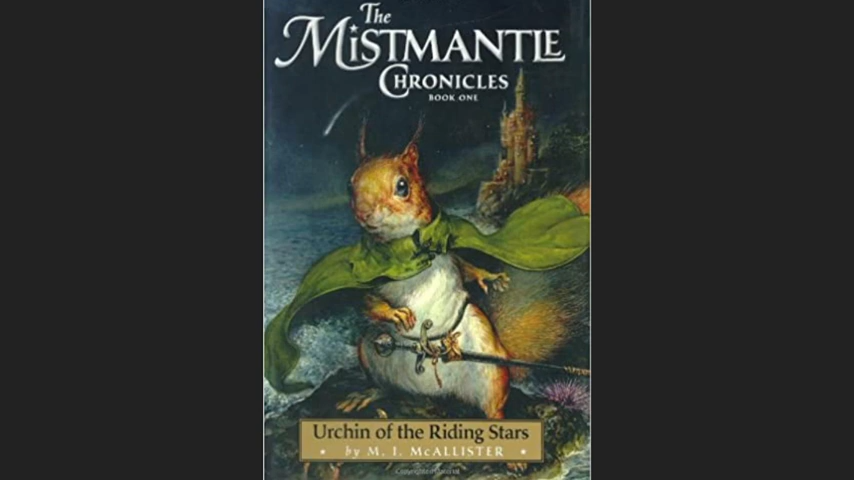 The
MISTMANTLE
CHRONICLES
BOOK ONE
Urchin of the Riding Stars
by M. I. McALLISTER